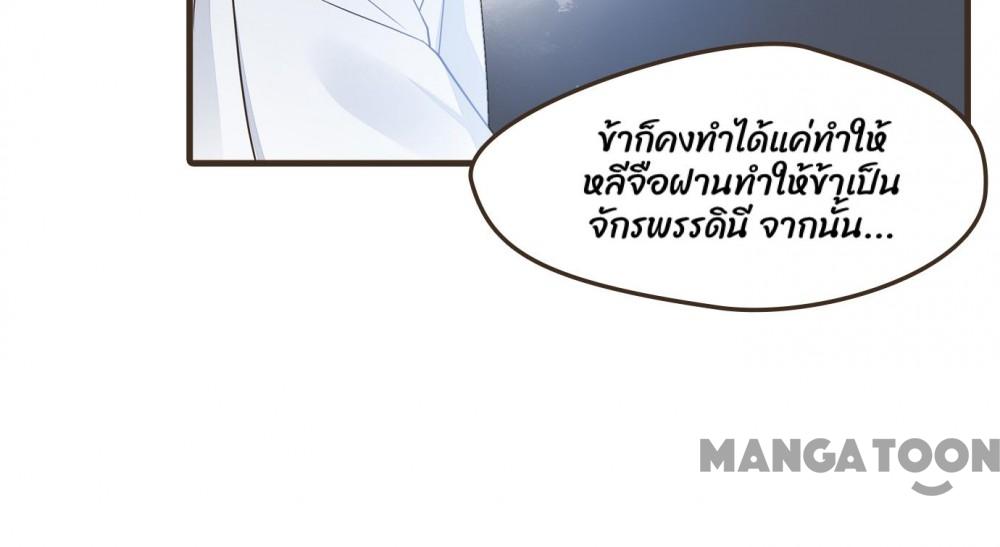 ข้าก็คงทำได้แค่ทำให้
หลีจือฝานทำให้ข้าเป็น
จักรพรรดินี จากนั้น...
MANGATOON